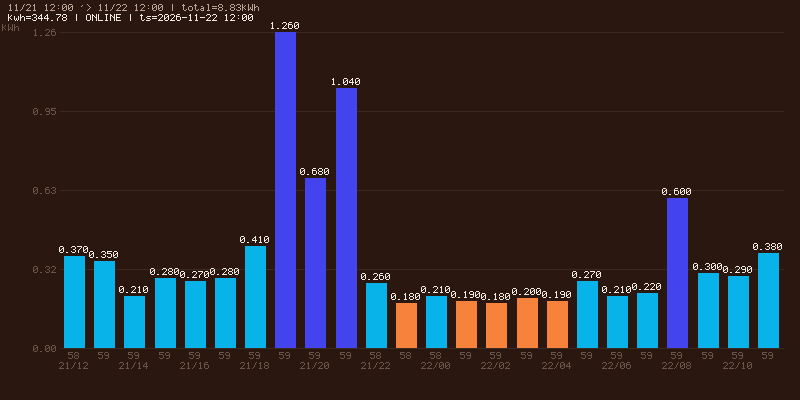 11/21 12:00 -> 11/22 12:00 | total=8.83kWh
Kwh=344.78 | ONLINE | ts=2026-11-22 12:00
kWh
1.26
0.95
0.63
0.32
0.00
0.370 0.350 0.210 0.280 0.270 0.280 0.410 1.260 0.680 1.040 0.260 0.180 0.210 0.190 0.180 0.200 0.190 0.270 0.210 0.220 0.600 0.300 0.290 0.380
58 59 59 59 59 59 59 59 59 59 58 58 58 59 59 59 59 59 59 59 59 59 59 59
21/12 21/14 21/16 21/18 21/20 21/22 22/00 22/02 22/04 22/06 22/08 22/10